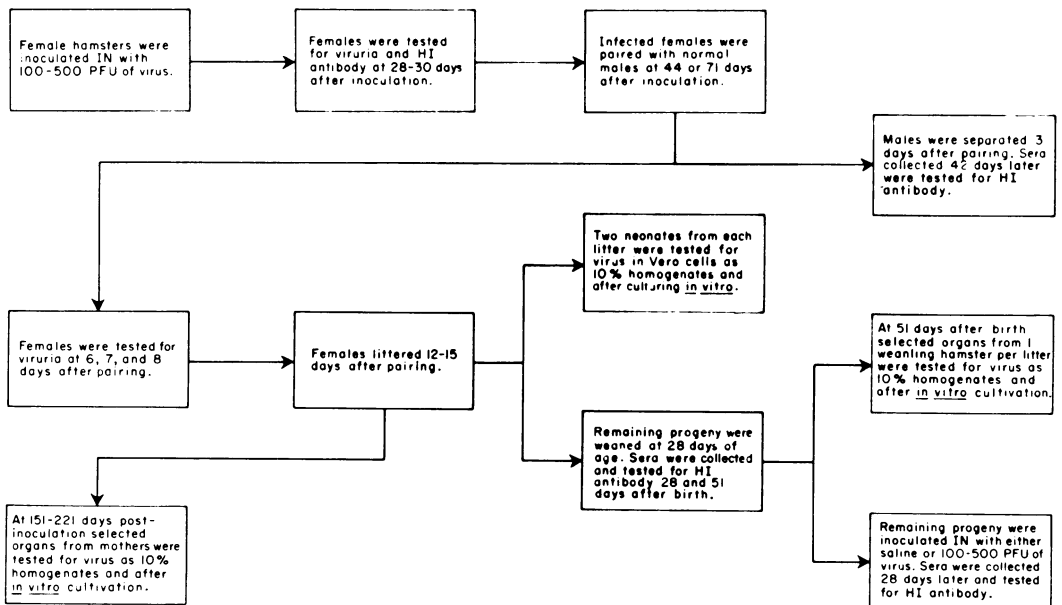 Female hamsters were
inoculated IN with
100-500 PFU of virus.
Females were tested
for viruria and HI
antibody at 28-30 days
after inoculation.
Infected females were
paired with normal
males at 44 or 71 days
after inoculation.
Males were separated 3
days after pairing. Sera
collected 42 days later
were tested for HI
antibody.
Two neonates from each
litter were tested for
virus in Vero cells as
10% homogenates and
after culturing in vitro.
Females were tested for
viruria at 6, 7, and 8
days after pairing.
Females littered 12-15
days after pairing.
At 51 days after birth
selected organs from 1
weanling hamster per litter
were tested for virus as
10% homogenates and
after in vitro cultivation.
Remaining progeny were
weaned at 28 days of
age. Sera were collected
and tested for HI
antibody 28 and 51
days after birth.
At 151-221 days post-
inoculation selected
organs from mothers were
tested for virus as 10%
homogenates and after
in vitro cultivation.
Remaining progeny were
inoculated IN with either
saline or 100-500 PFU of
virus. Sera were collected
28 days later and tested
for HI antibody.